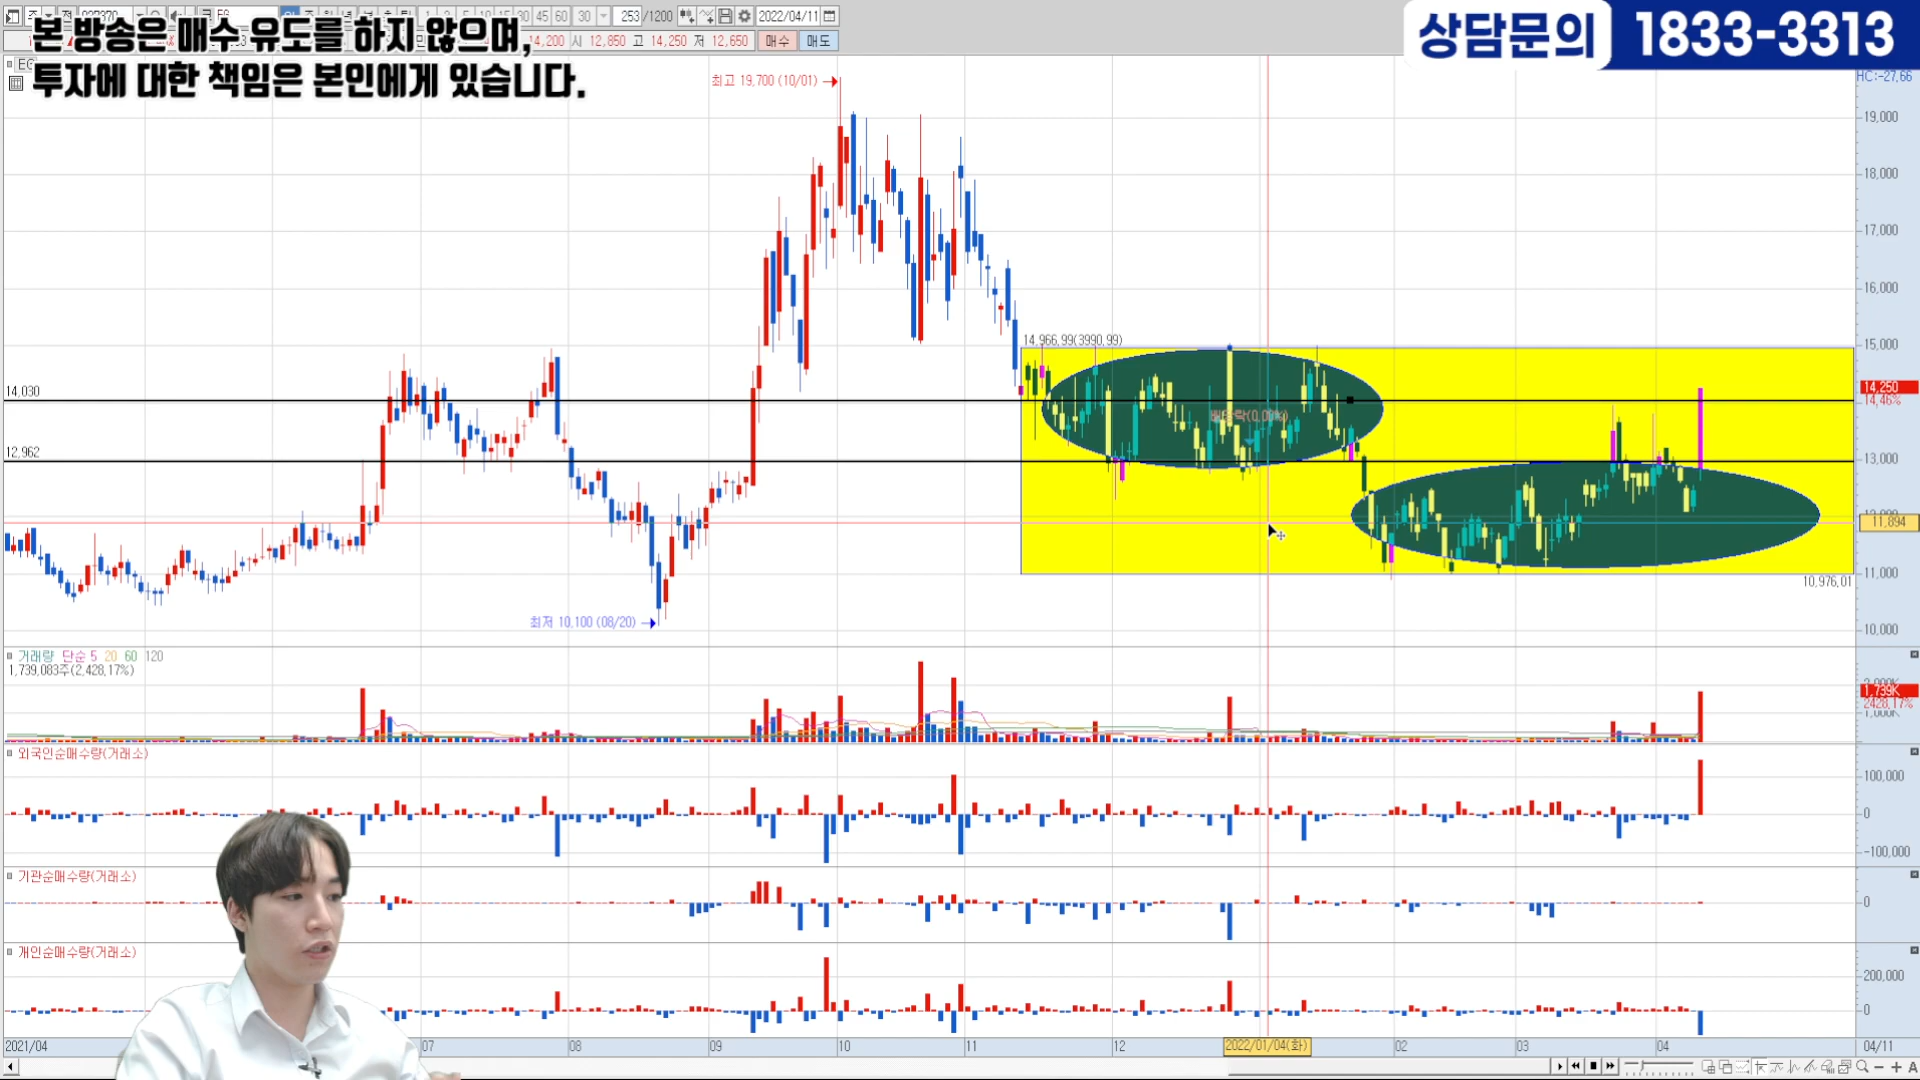 본 방송은 매수 유도를 하지 않으며,
투자에 대한 책임은 본인에게 있습니다.
상담문의 1833-3313
45 60 30 253 /1200 2022/04/11
14,200 시 12,850 고 14,250 저 12,650 매수 매도
HC:-27,66
최고 19,700 (10/01)
19,000
18,000
17,000
16,000
15,000
14,966,99(3990,99)
14,030
14,250
14,46%
12,962
13,000
11,894
11,000
10,976,01
최저 10,100 (08/20)
10,000
거래량 단순 5 20 60 120
1,739,083주(2,428,17%)
1,739K
2428,17%
외국인순매수량(거래소)
100,000
0
-100,000
기관순매수량(거래소)
0
개인순매수량(거래소)
200,000
0
2021/04 07 08 09 10 11 12 2022/01/04(화) 02 03 04 04/11